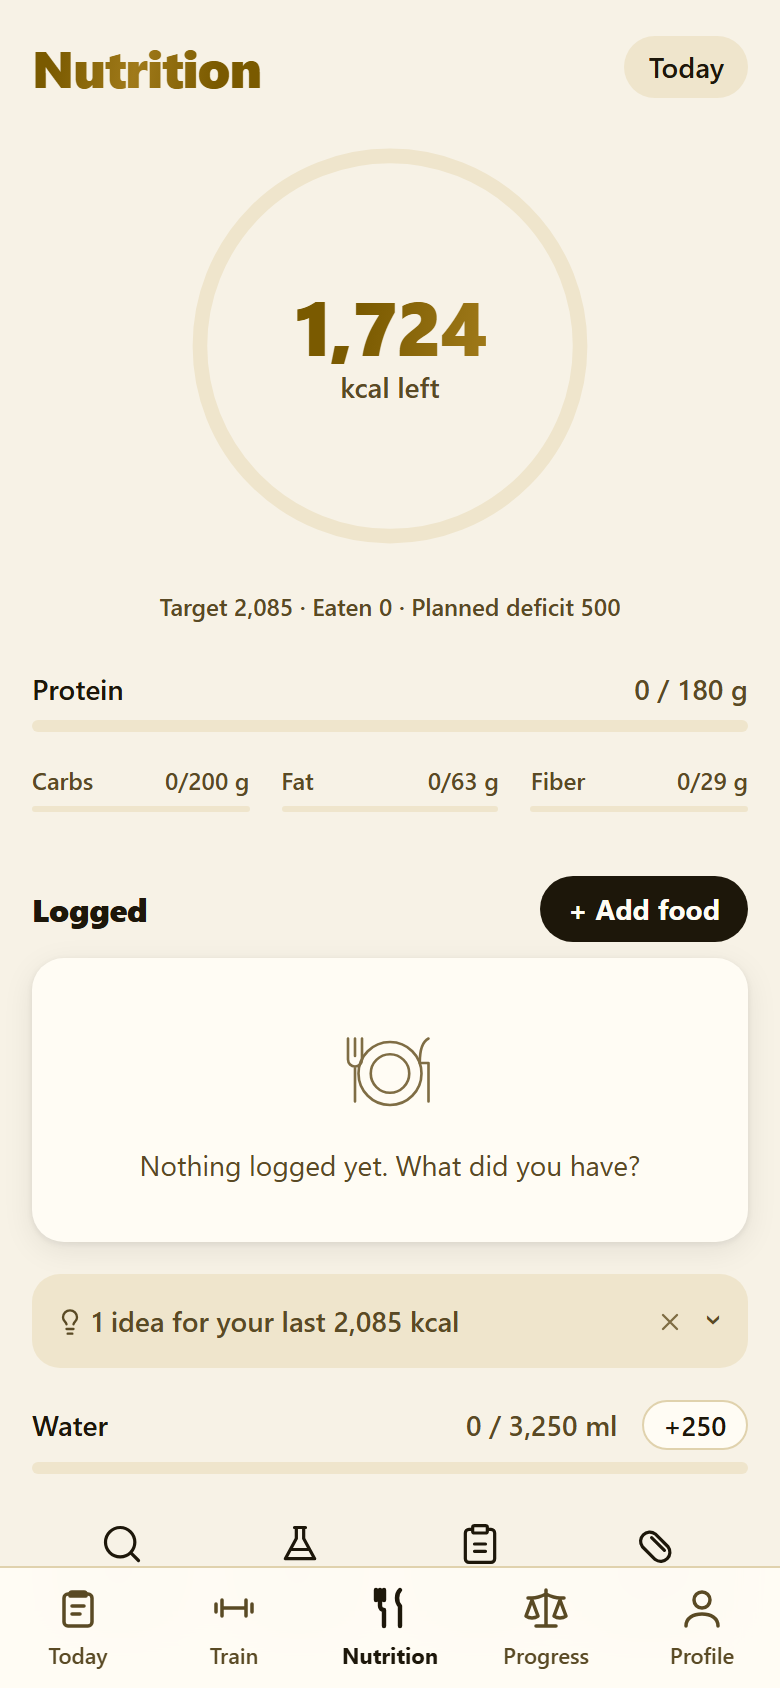 Nutrition
Today
1,724
kcal left
Target 2,085 · Eaten 0 · Planned deficit 500
Protein 0 / 180 g
Carbs 0/200 g Fat 0/63 g Fiber 0/29 g
Logged + Add food
Nothing logged yet. What did you have?
1 idea for your last 2,085 kcal
Water 0 / 3,250 ml +250
Today Train Nutrition Progress Profile